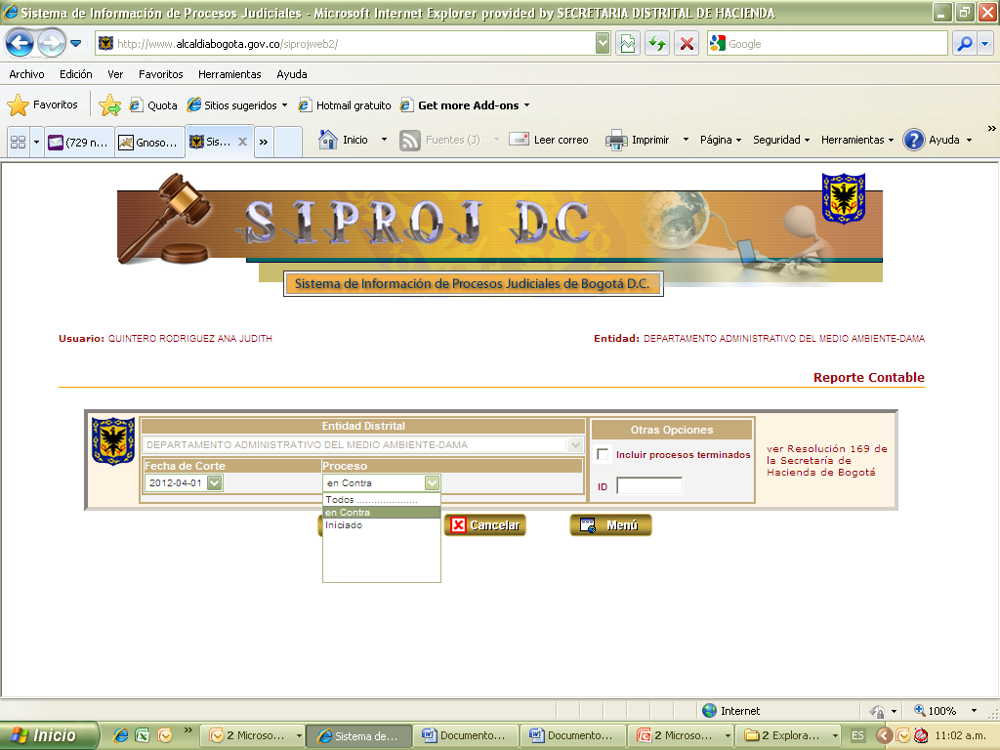 Sistema de Información de Procesos Judiciales - Microsoft Internet Explorer provided by SECRETARIA DISTRITAL DE HACIENDA
http://www.alcaldiabogota.gov.co/siprojweb2/
Google
Archivo Edición Ver Favoritos Herramientas Ayuda
Favoritos Quota Sitios sugeridos Hotmail gratuito Get more Add-ons
(729 n... Gnoso... Sis... X » Inicio Fuentes (J) Leer correo Imprimir Página Seguridad Herramientas Ayuda »
SIPROJ DC
Sistema de Información de Procesos Judiciales de Bogotá D.C.
Usuario: QUINTERO RODRIGUEZ ANA JUDITH
Entidad: DEPARTAMENTO ADMINISTRATIVO DEL MEDIO AMBIENTE-DAMA
Reporte Contable
Entidad Distrital
DEPARTAMENTO ADMINISTRATIVO DEL MEDIO AMBIENTE-DAMA
Fecha de Corte Proceso
2012-04-01 en Contra
Todos .....................
en Contra
Iniciado
Otras Opciones
Incluir procesos terminados
ID
ver Resolución 169 de
la Secretaría de
Hacienda de Bogotá
Cancelar Menú
Internet 100%
Inicio » 2 Microso... Sistema de... Documento... Documento... 2 Microso... 2 Explora... ES 11:02 a.m.